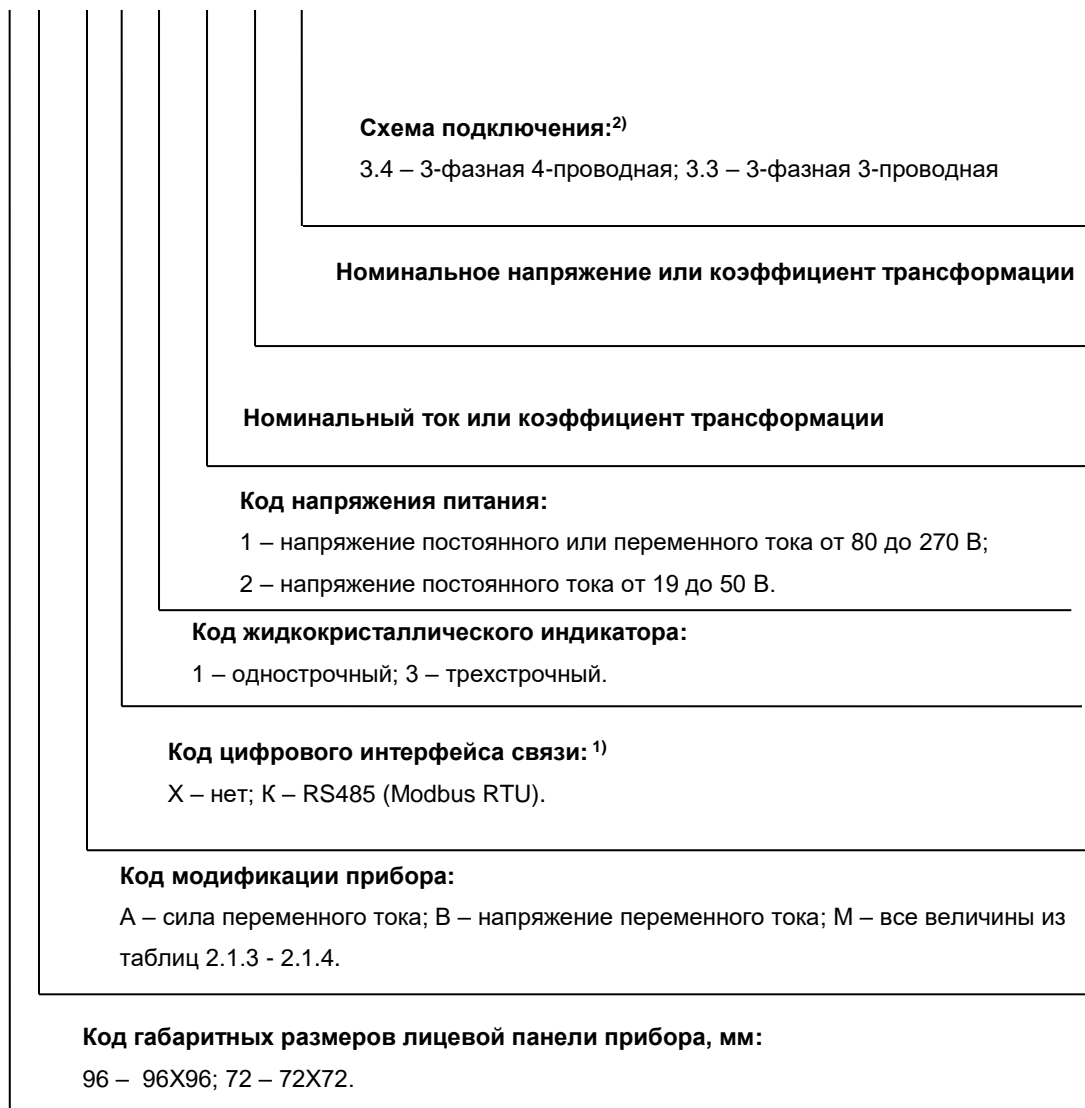 Схема подключения:2)
3.4 – 3-фазная 4-проводная; 3.3 – 3-фазная 3-проводная
Номинальное напряжение или коэффициент трансформации
Номинальный ток или коэффициент трансформации
Код напряжения питания:
1 – напряжение постоянного или переменного тока от 80 до 270 В;
2 – напряжение постоянного тока от 19 до 50 В.
Код жидкокристаллического индикатора:
1 – однострочный; 3 – трехстрочный.
Код цифрового интерфейса связи: 1)
Х – нет; К – RS485 (Modbus RTU).
Код модификации прибора:
А – сила переменного тока; В – напряжение переменного тока; М – все величины из
таблиц 2.1.3 - 2.1.4.
Код габаритных размеров лицевой панели прибора, мм:
96 – 96Х96; 72 – 72Х72.